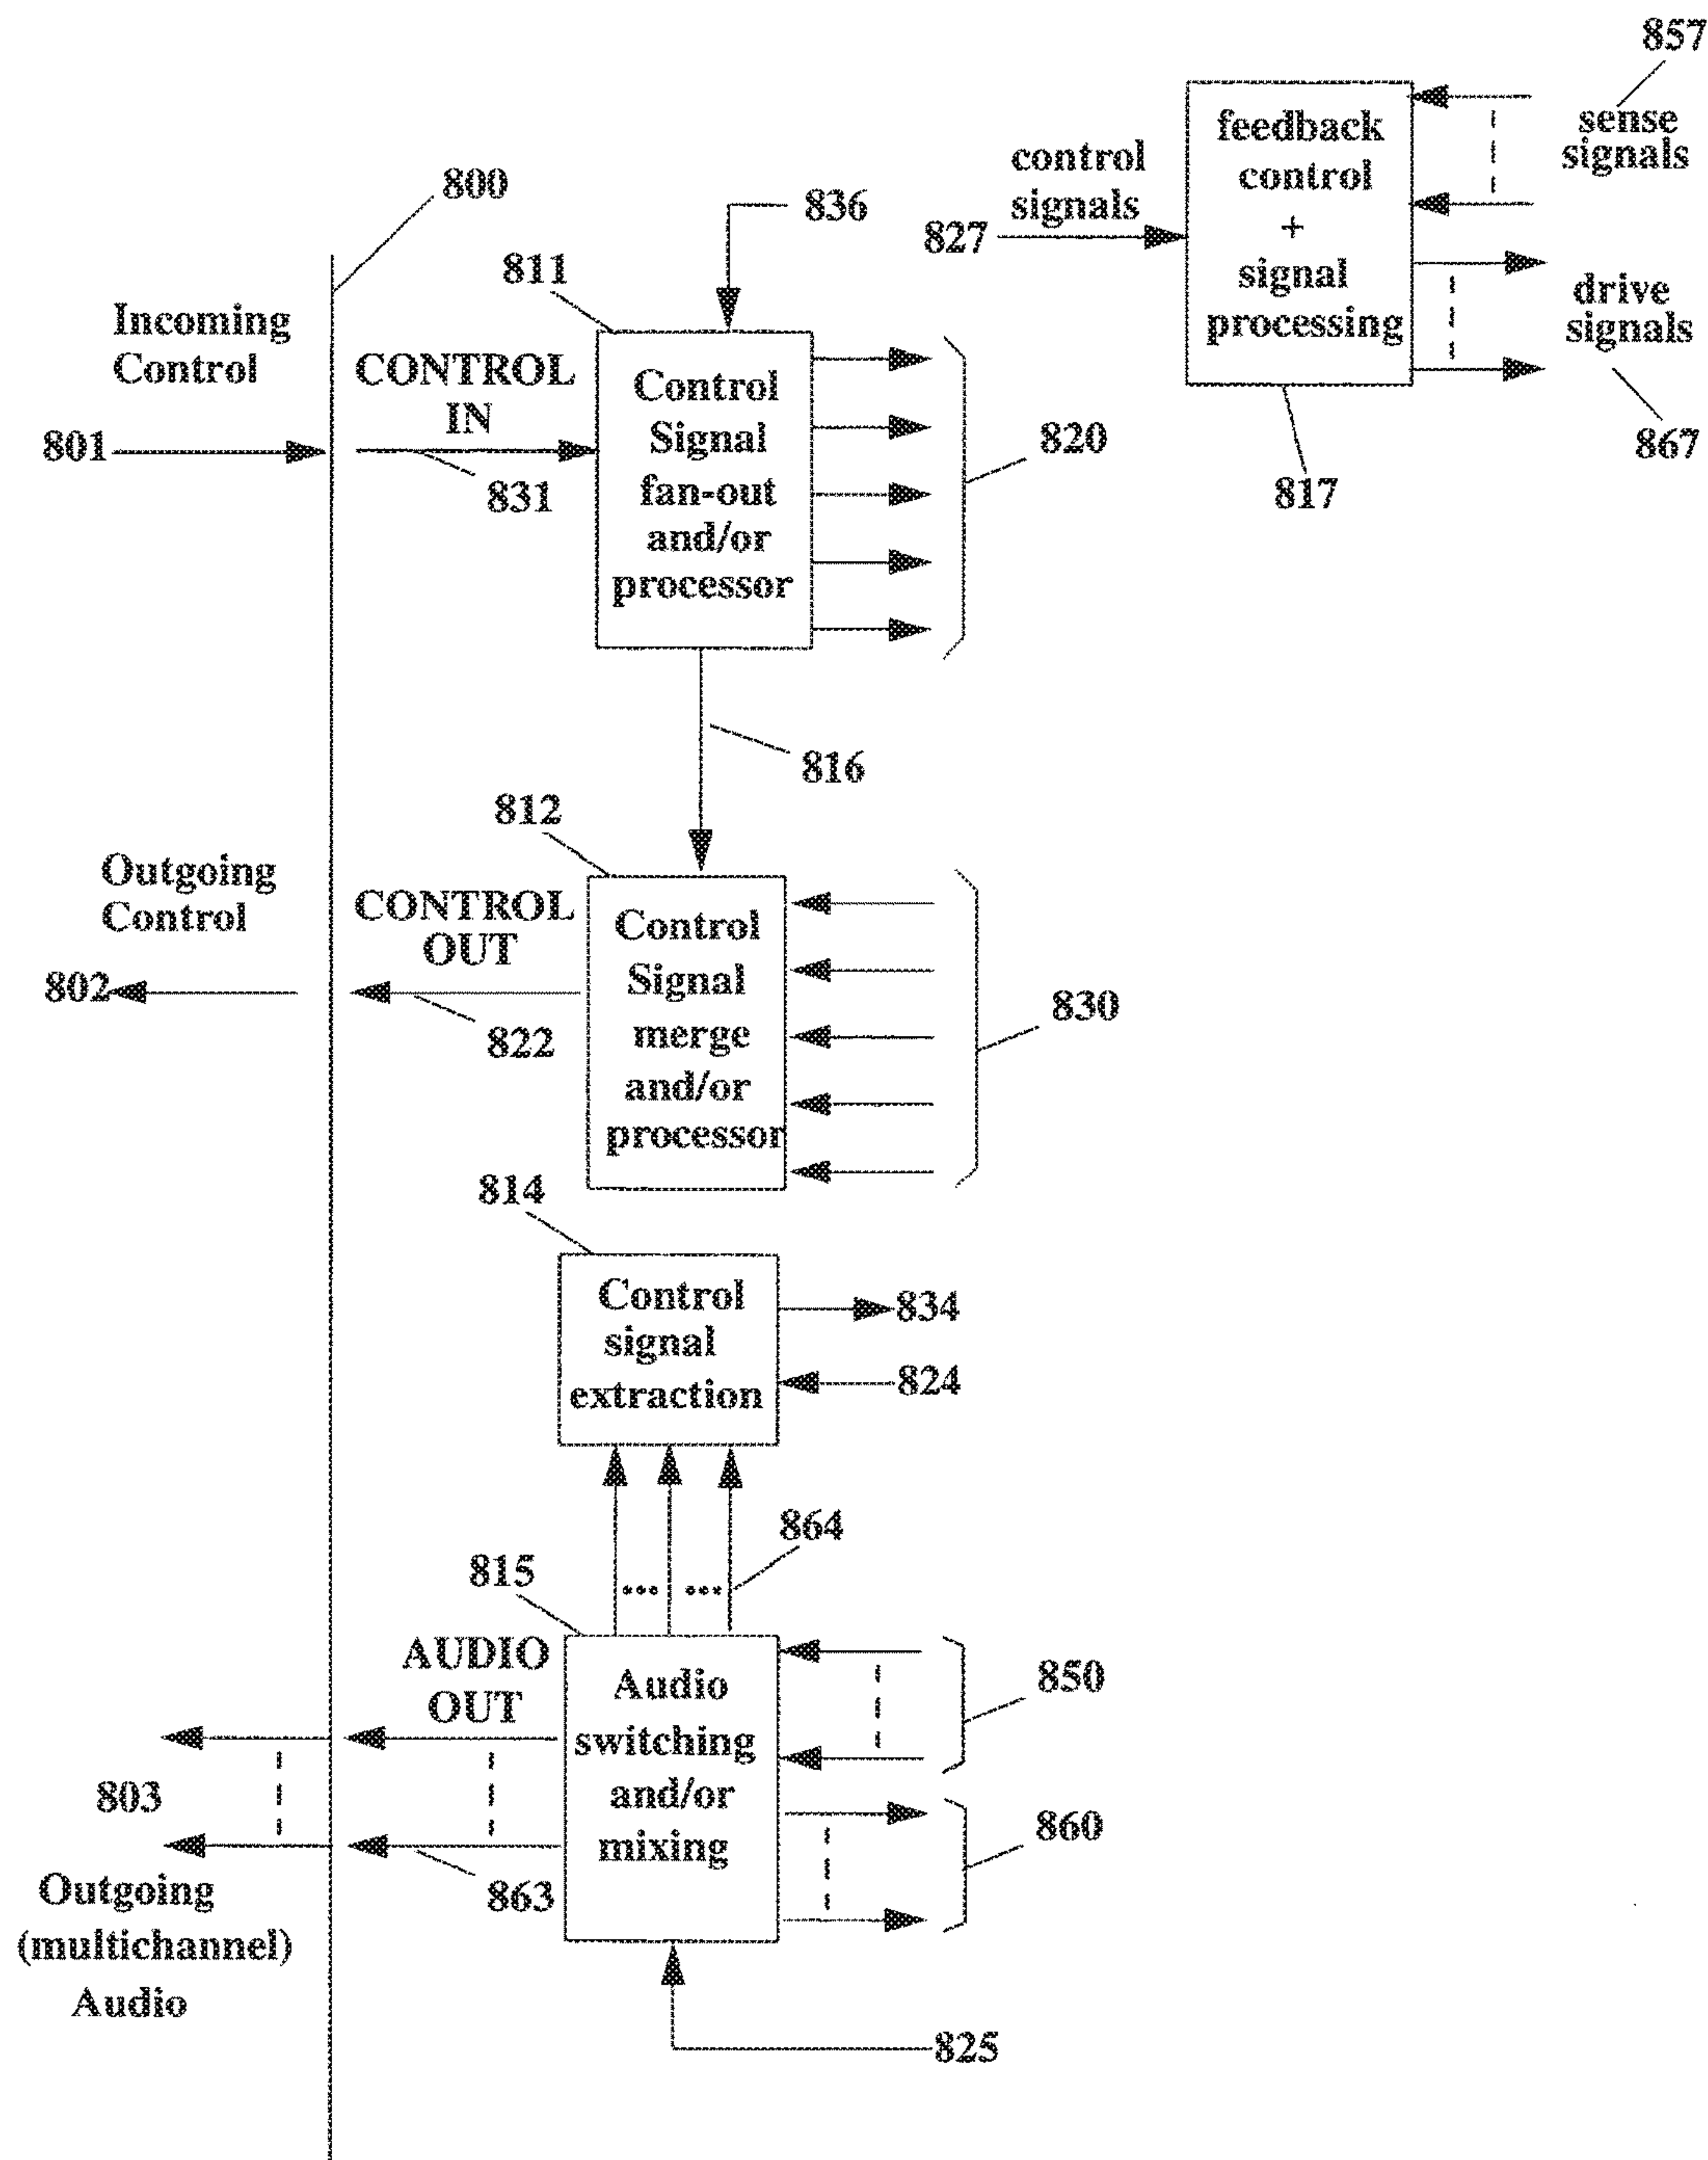 857
sense
signals
feedback
control
+
signal
processing
control
signals
827
drive
signals
867
817
800
836
811
Incoming
Control
801
CONTROL
IN
831
Control
Signal
fan-out
and/or
processor
820
816
812
Outgoing
Control
802
CONTROL
OUT
822
Control
Signal
merge
and/or
processor
830
814
Control
signal
extraction
834
824
864
815
AUDIO
OUT
Audio
switching
and/or
mixing
850
860
803
863
Outgoing
(multichannel)
Audio
825